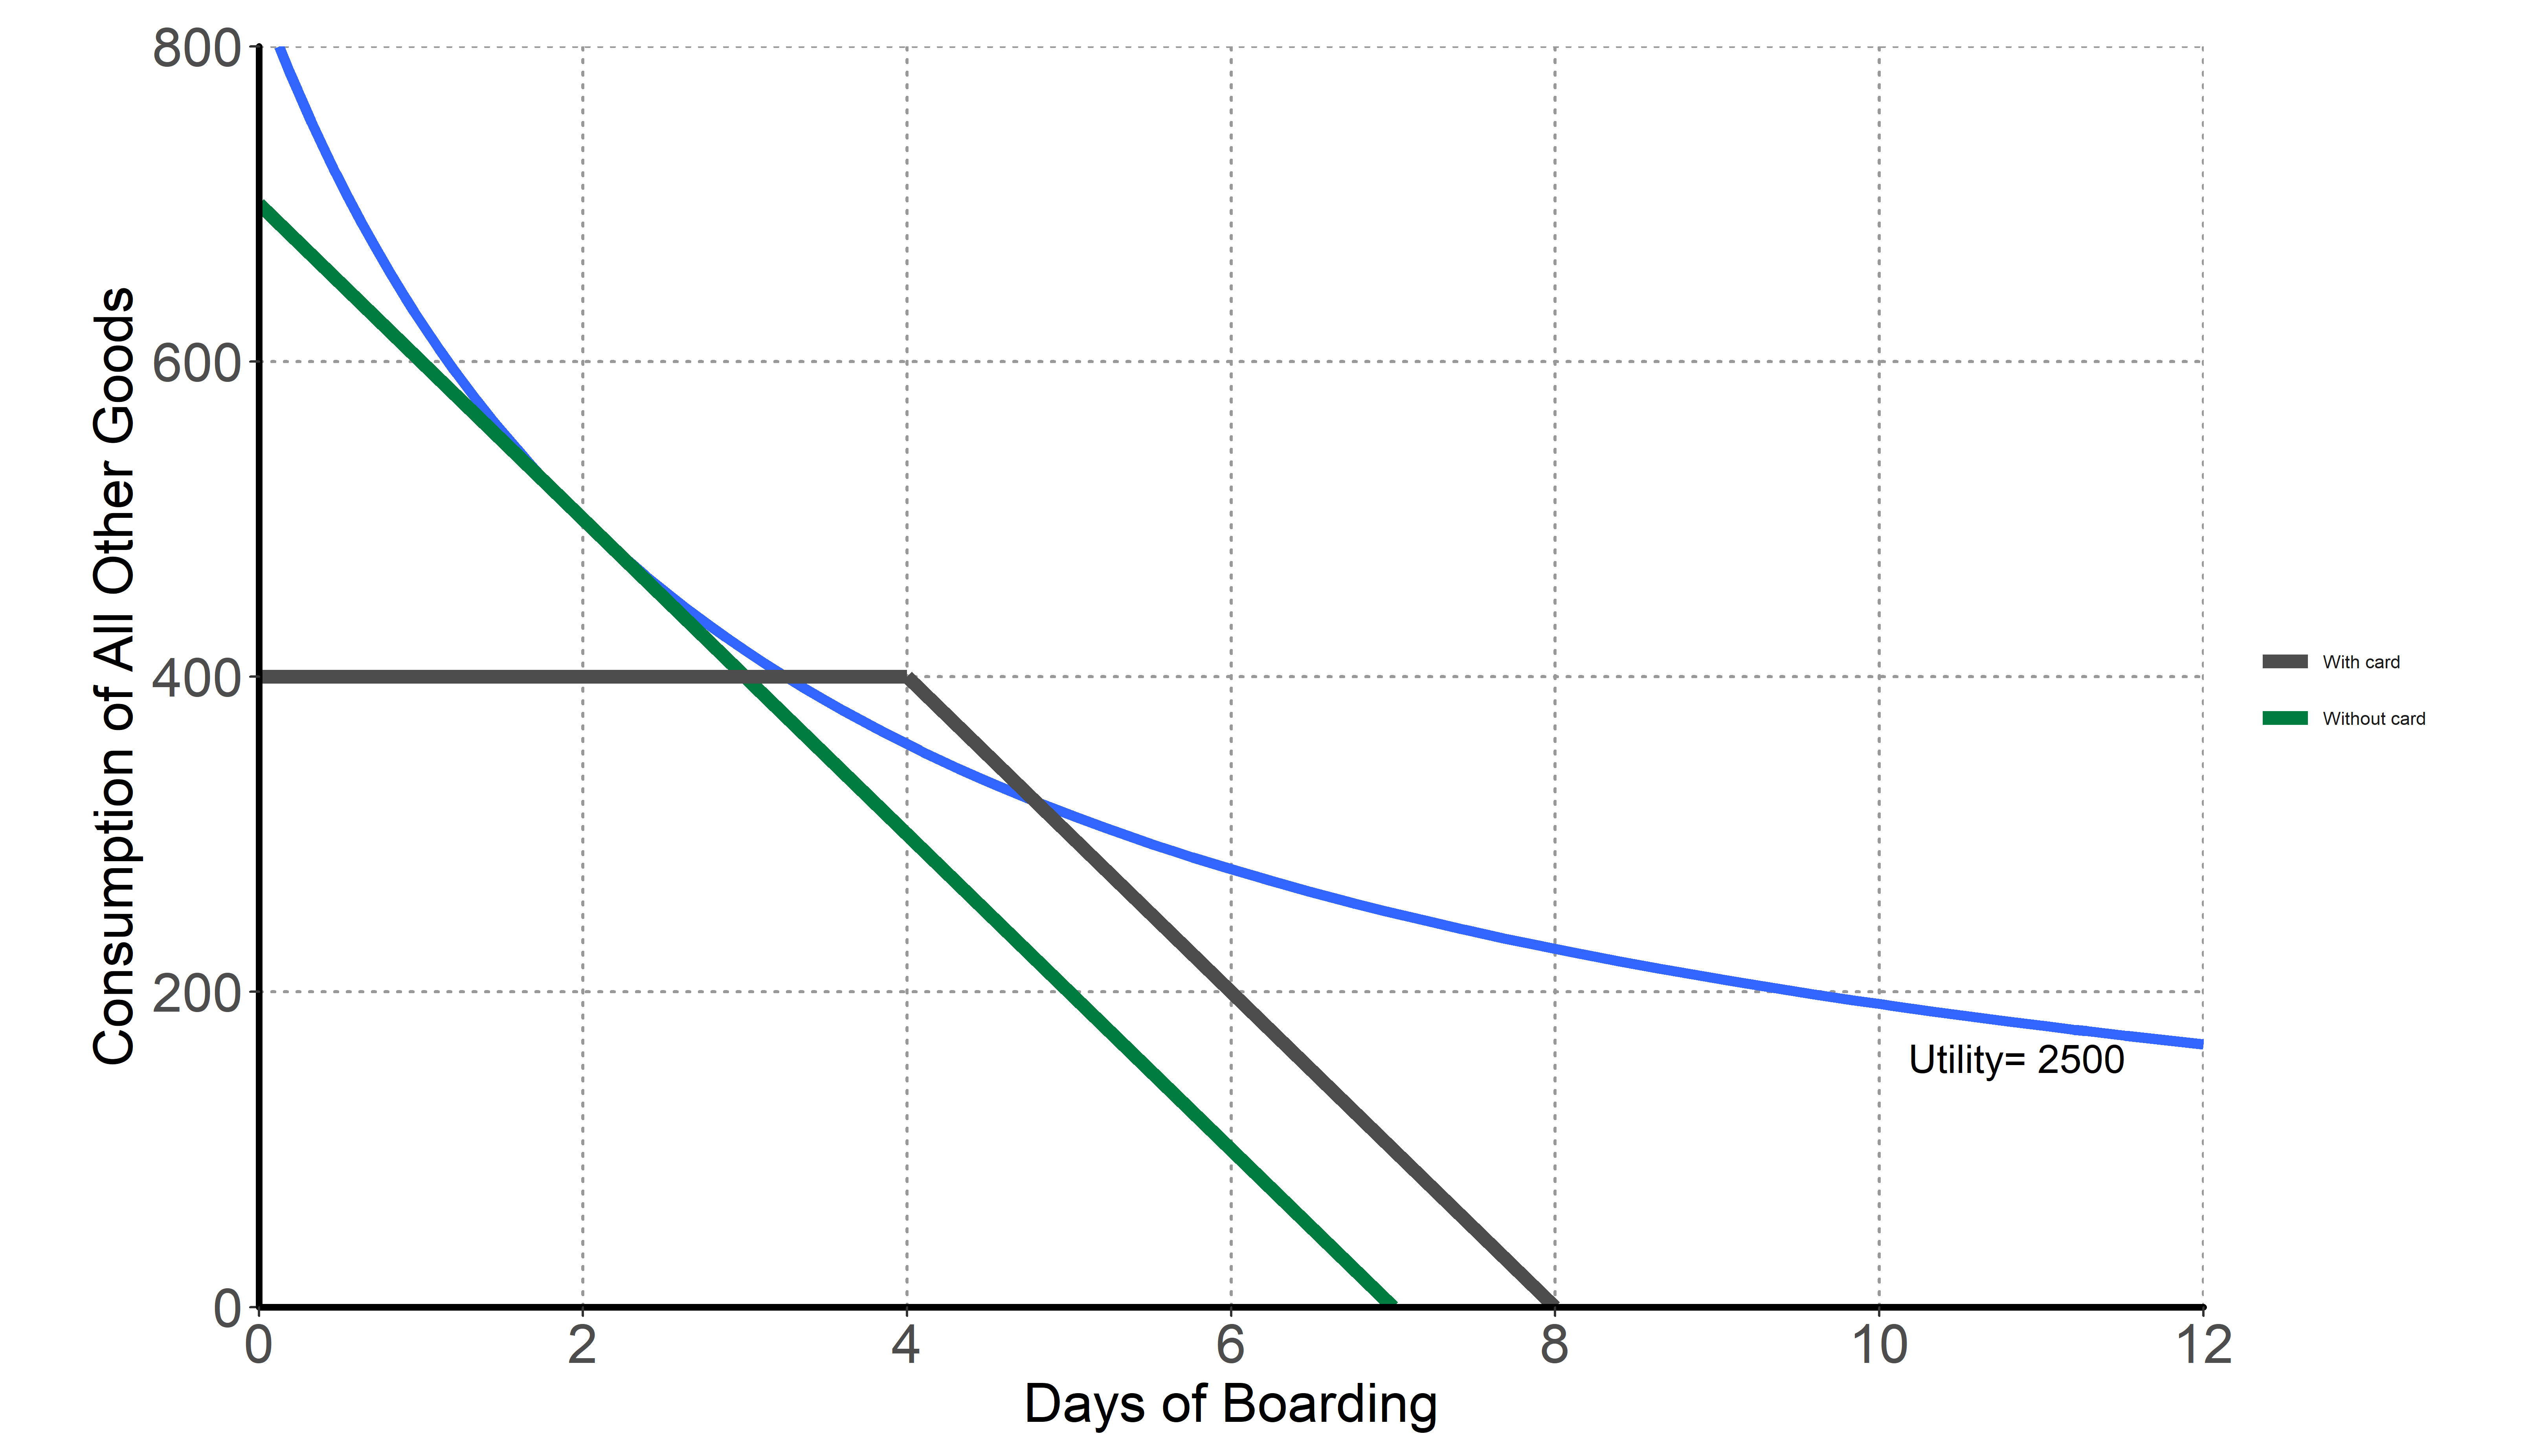 Consumption of All Other Goods
800
600
400
200
0
0 2 4 6 8 10 12
Days of Boarding
Utility= 2500
With card
Without card